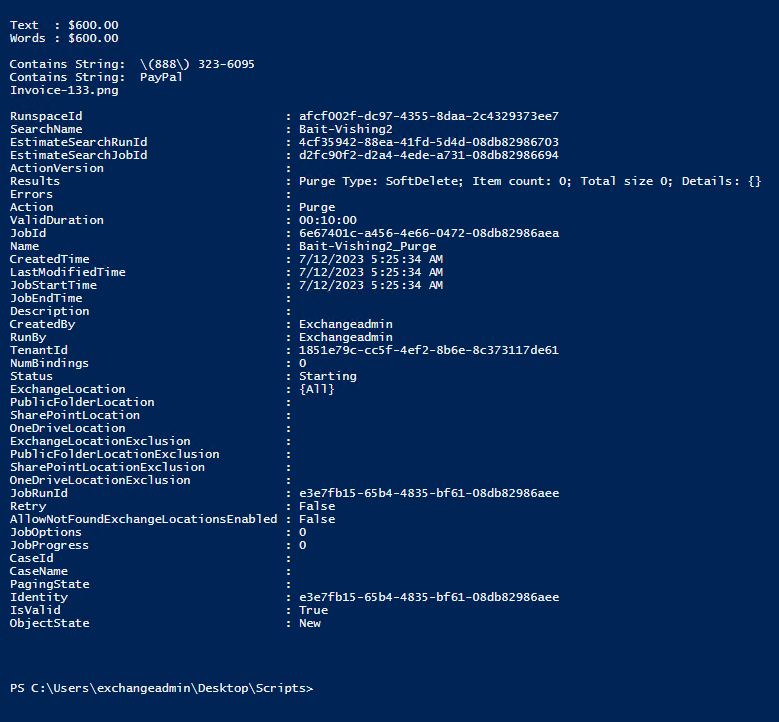 Text  : $600.00
Words : $600.00
Contains String:  \(888\) 323-6095
Contains String:  PayPal
Invoice-133.png
RunspaceId                            : afcf002f-dc97-4355-8daa-2c4329373ee7
SearchName                            : Bait-Vishing2
EstimateSearchRunId                   : 4cf35942-88ea-41fd-5d4d-08db82986703
EstimateSearchJobId                   : d2fc90f2-d2a4-4ede-a731-08db82986694
ActionVersion                         :
Results                               : Purge Type: SoftDelete; Item count: 0; Total size 0; Details: {}
Errors                                :
Action                                : Purge
ValidDuration                         : 00:10:00
JobId                                 : 6e67401c-a456-4e66-0472-08db82986aea
Name                                  : Bait-Vishing2_Purge
CreatedTime                           : 7/12/2023 5:25:34 AM
LastModifiedTime                      : 7/12/2023 5:25:34 AM
JobStartTime                          : 7/12/2023 5:25:34 AM
JobEndTime                            :
Description                           :
CreatedBy                             : Exchangeadmin
RunBy                                 : Exchangeadmin
TenantId                              : 1851e79c-cc5f-4ef2-8b6e-8c373117de61
NumBindings                           : 0
Status                                : Starting
ExchangeLocation                      : {All}
PublicFolderLocation                  :
SharePointLocation                    :
OneDriveLocation                      :
ExchangeLocationExclusion             :
PublicFolderLocationExclusion         :
SharePointLocationExclusion           :
OneDriveLocationExclusion             :
JobRunId                              : e3e7fb15-65b4-4835-bf61-08db82986aee
Retry                                 : False
AllowNotFoundExchangeLocationsEnabled : False
JobOptions                            : 0
JobProgress                           : 0
CaseId                                :
CaseName                              :
PagingState                           :
Identity                              : e3e7fb15-65b4-4835-bf61-08db82986aee
IsValid                               : True
ObjectState                           : New
PS C:\Users\exchangeadmin\Desktop\Scripts>